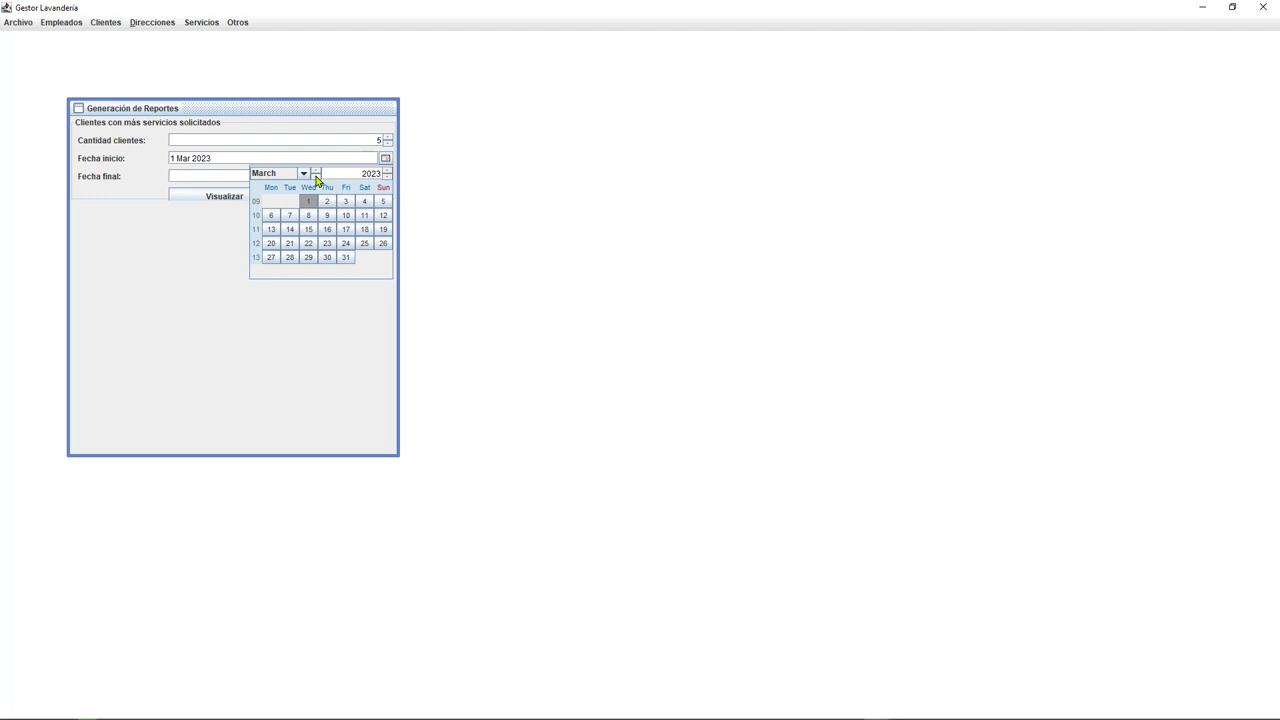 Gestor Lavandería
Archivo Empleados Clientes Direcciones Servicios Otros
Generación de Reportes
Clientes con más servicios solicitados
Cantidad clientes: 5
Fecha inicio: 1 Mar 2023
Fecha final:
Visualizar
March 2023
Mon Tue Wed Thu Fri Sat Sun
09 1 2 3 4 5
10 6 7 8 9 10 11 12
11 13 14 15 16 17 18 19
12 20 21 22 23 24 25 26
13 27 28 29 30 31